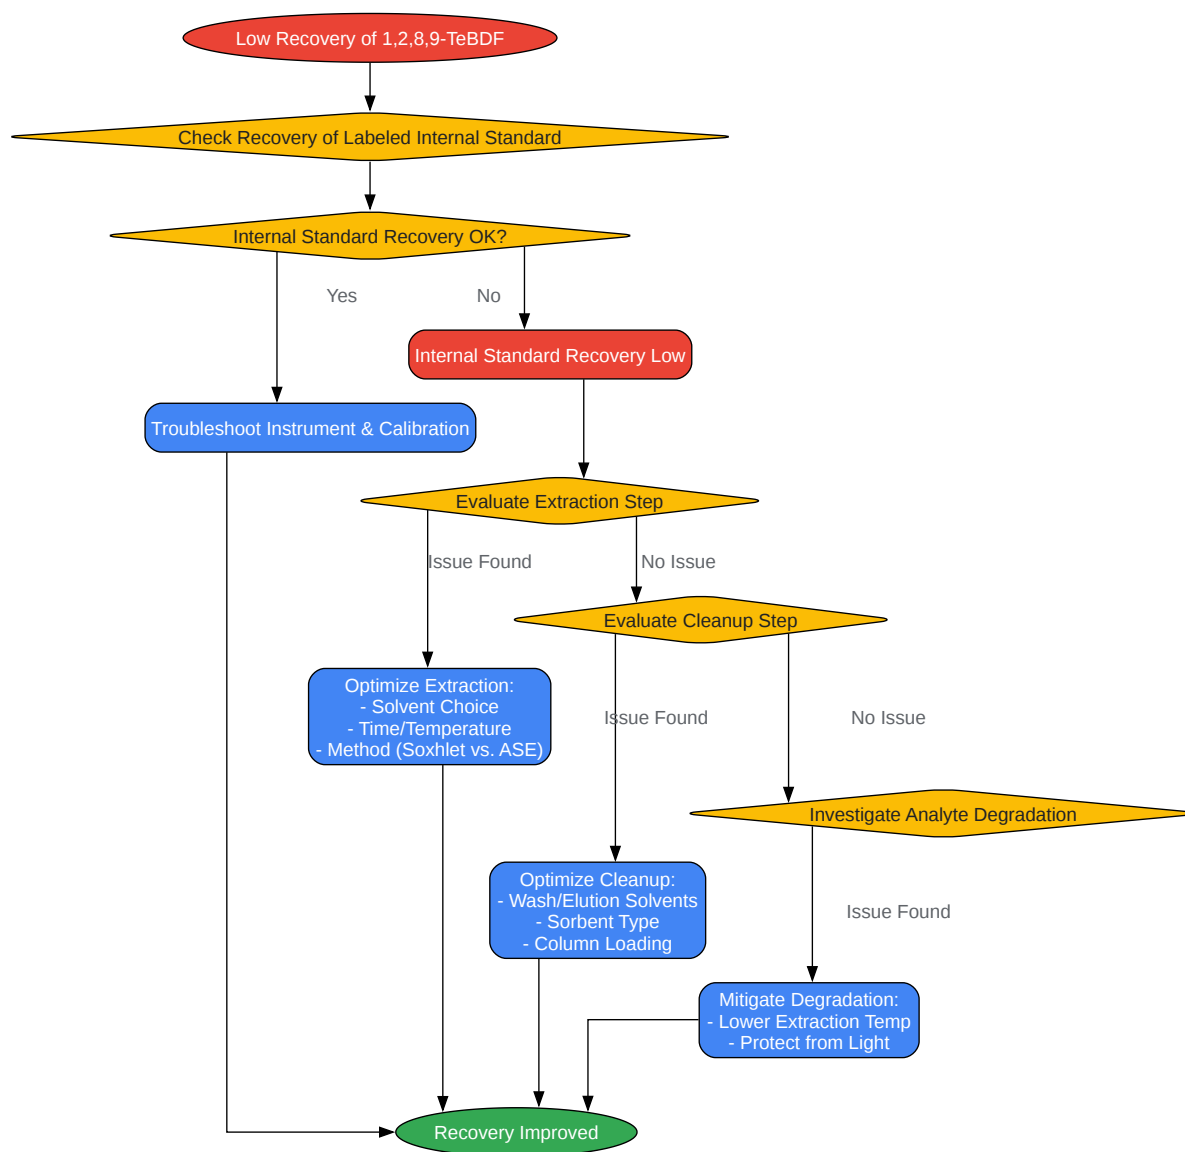 Low Recovery of 1,2,8,9-TeBDF
Check Recovery of Labeled Internal Standard
Internal Standard Recovery OK?
Yes
No
Internal Standard Recovery Low
Troubleshoot Instrument & Calibration
Evaluate Extraction Step
Issue Found
No Issue
Evaluate Cleanup Step
Optimize Extraction:
- Solvent Choice
- Time/Temperature
- Method (Soxhlet vs. ASE)
Issue Found
No Issue
Investigate Analyte Degradation
Optimize Cleanup:
- Wash/Elution Solvents
- Sorbent Type
- Column Loading
Issue Found
Mitigate Degradation:
- Lower Extraction Temp
- Protect from Light
Recovery Improved